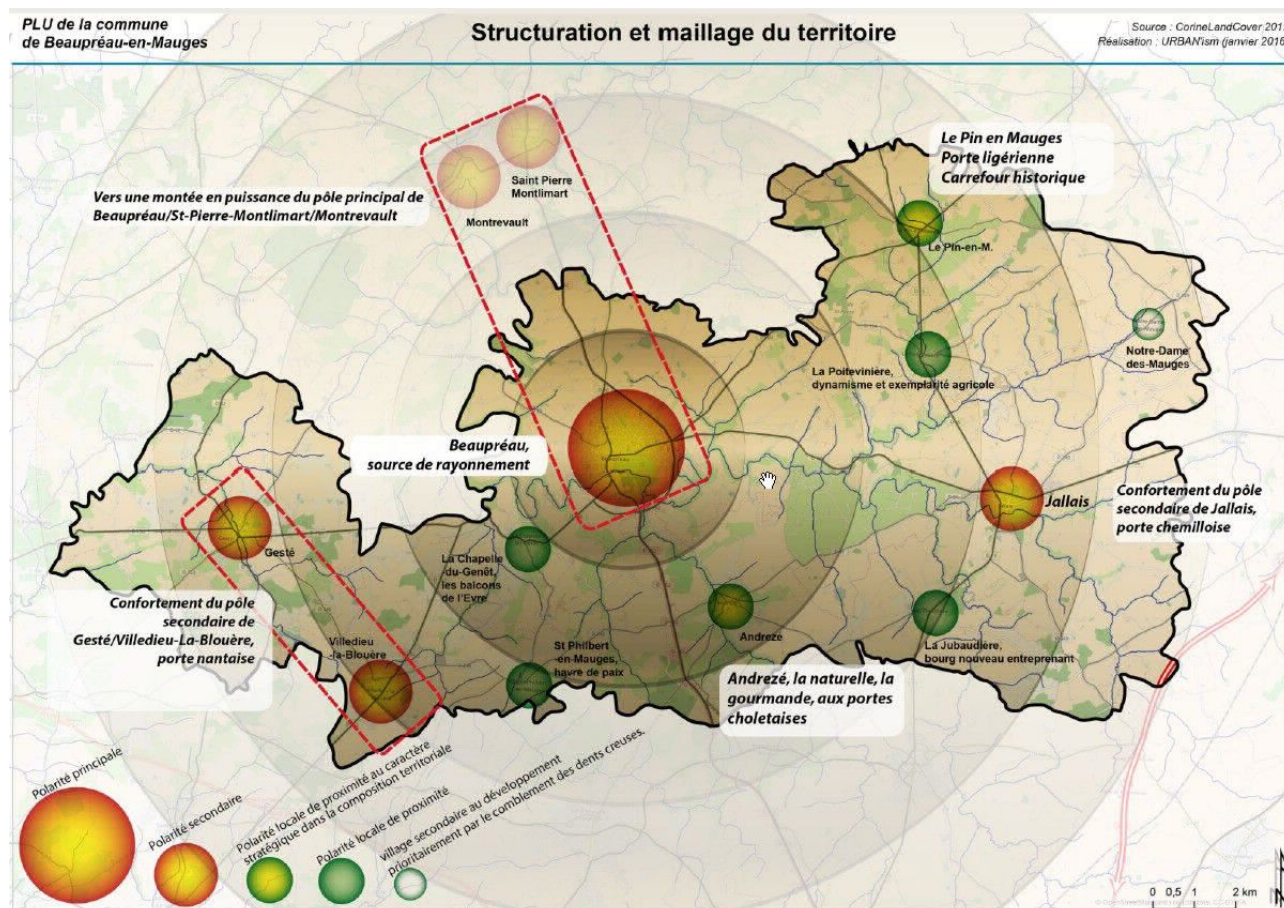 PLU de la commune
de Beaupréau-en-Mauges
Structuration et maillage du territoire
Source : CorineLandCover 201
Réalisation : URBAN'ism (janvier 2016
Le Pin en Mauges
Porte ligérienne
Carrefour historique
Vers une montée en puissance du pôle principal de
Beaupréau/St-Pierre-Montlimart/Montrevault
Saint Pierre
Montlimart
Montrevault
Le Pin-en-M.
Notre-Dame
des-Mauges
La Poitevinière,
dynamisme et exemplarité agricole
Beaupréau,
source de rayonnement
Jallais
Confortement du pôle
secondaire de Jallais,
porte chemilloise
Gesté
La Chapelle
du-Genêt,
les balcons
de l'Evre
Confortement du pôle
secondaire de
Gesté/Villedieu-La-Blouère,
porte nantaise
Villedieu
-la-Blouère
St Philbert
-en-Mauges,
havre de paix
Andreze
La Jubaudière,
bourg nouveau entreprenant
Andrezé, la naturelle, la
gourmande, aux portes
choletaises
Polarité principale
Polarité secondaire
Polarité locale de proximité au caractère
stratégique dans la composition territoriale
Polarité locale de proximité
village secondaire au développement
prioritairement par le comblement des dents creuses.
0 0,5 1 2 km